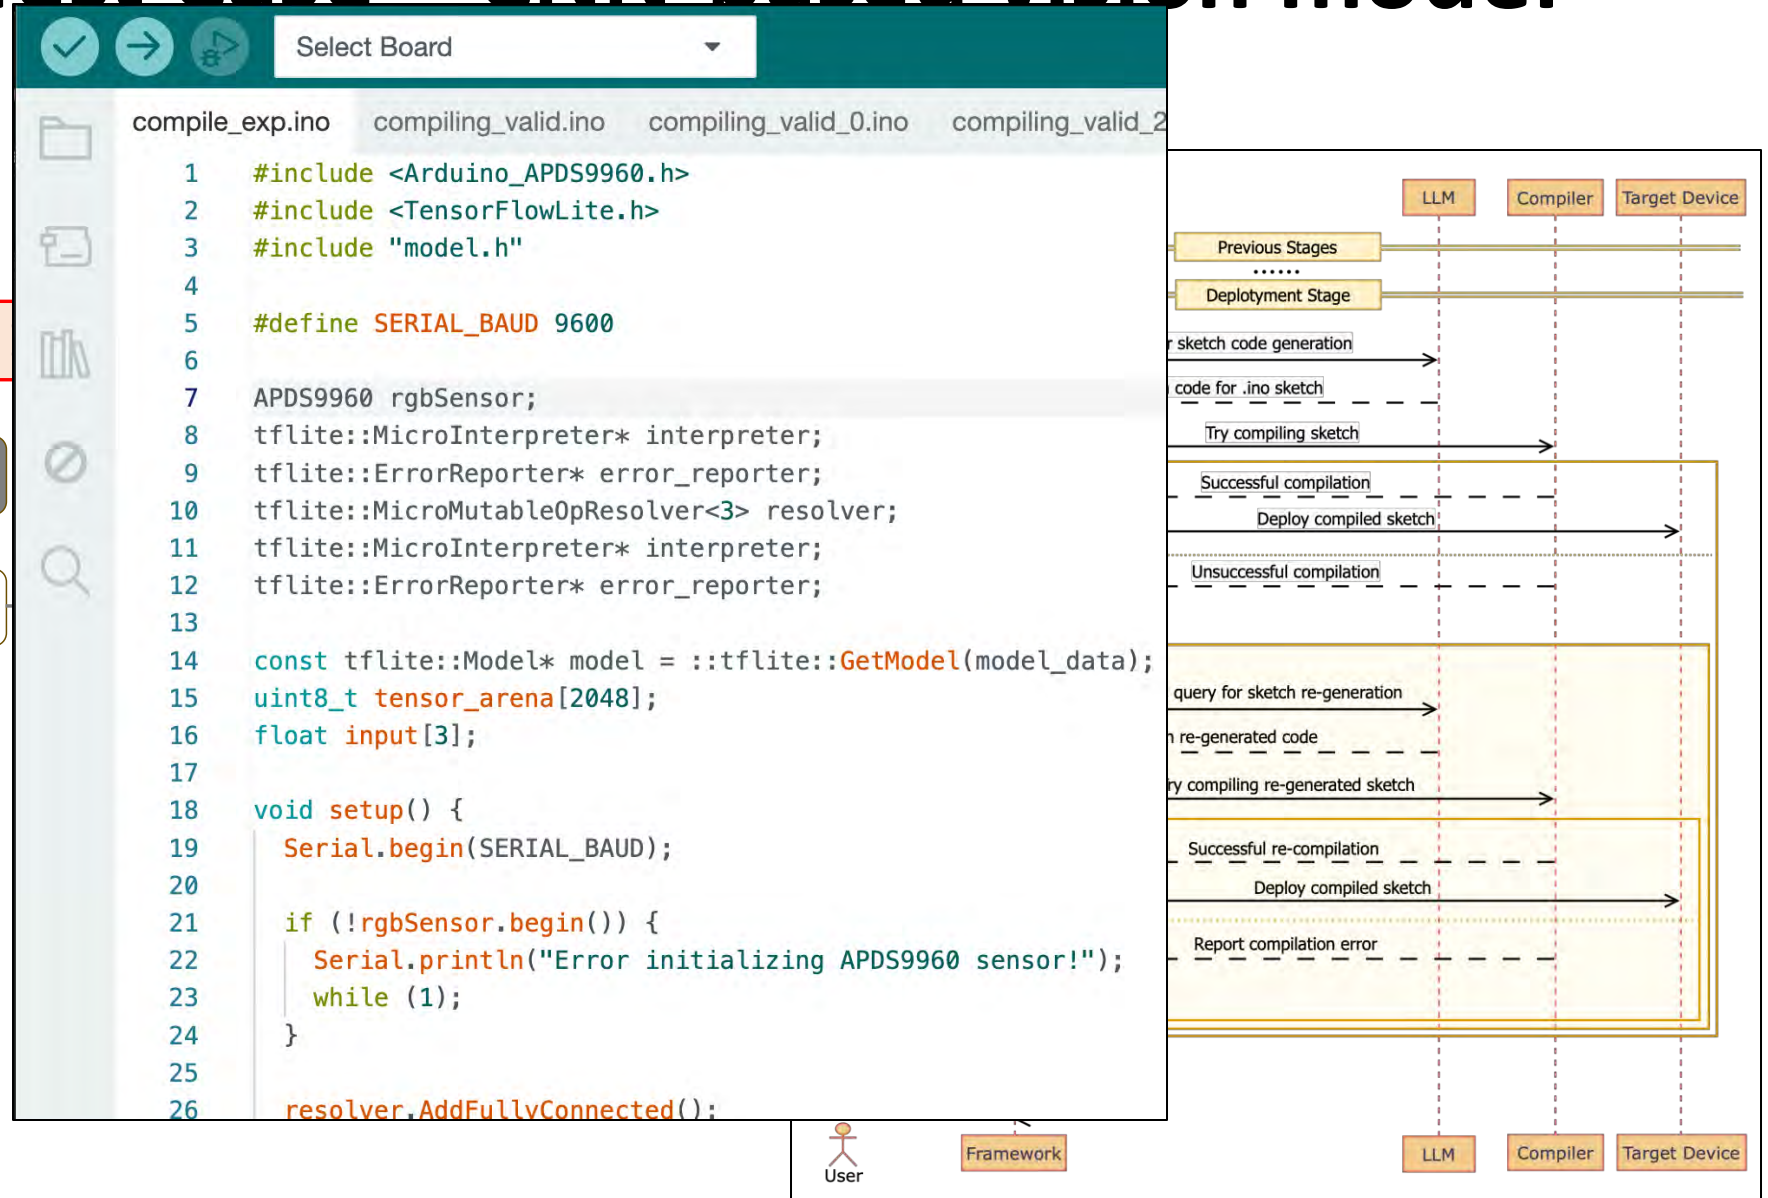 Select Board
compile_exp.ino compiling_valid.ino compiling_valid_0.ino compiling_valid_2
1 #include <Arduino_APDS9960.h>
2 #include <TensorFlowLite.h>
3 #include "model.h"
4
5 #define SERIAL_BAUD 9600
6
7 APDS9960 rgbSensor;
8 tflite::MicroInterpreter* interpreter;
9 tflite::ErrorReporter* error_reporter;
10 tflite::MicroMutableOpResolver<3> resolver;
11 tflite::MicroInterpreter* interpreter;
12 tflite::ErrorReporter* error_reporter;
13
14 const tflite::Model* model = ::tflite::GetModel(model_data);
15 uint8_t tensor_arena[2048];
16 float input[3];
17
18 void setup() {
19 Serial.begin(SERIAL_BAUD);
20
21 if (!rgbSensor.begin()) {
22 Serial.println("Error initializing APDS9960 sensor!");
23 while (1);
24 }
25
26 resolver.AddFullyConnected();
LLM Compiler Target Device
Previous Stages
......
Deplotyment Stage
sketch code generation
code for .ino sketch
Try compiling sketch
Successful compilation
Deploy compiled sketch
Unsuccessful compilation
query for sketch re-generation
re-generated code
compiling re-generated sketch
Successful re-compilation
Deploy compiled sketch
Report compilation error
User Framework LLM Compiler Target Device